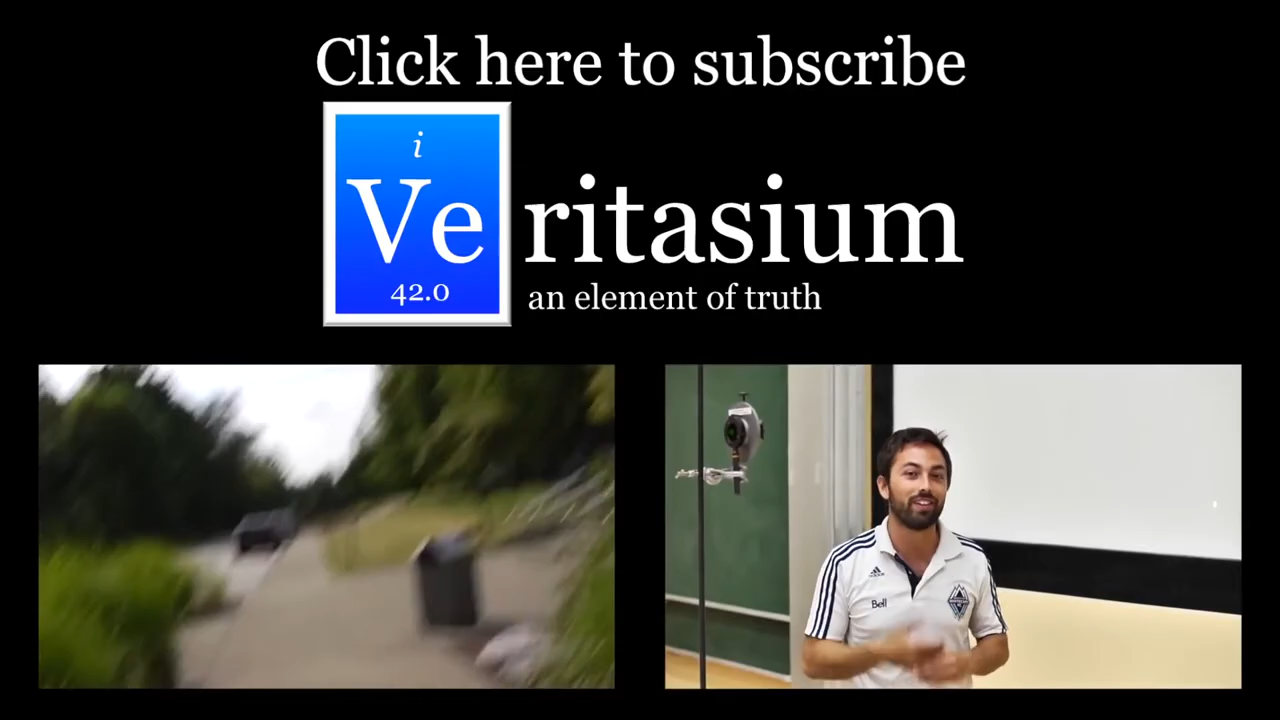 Click here to subscribe
i
Ve
ritasium
42.0
an element of truth
Bell